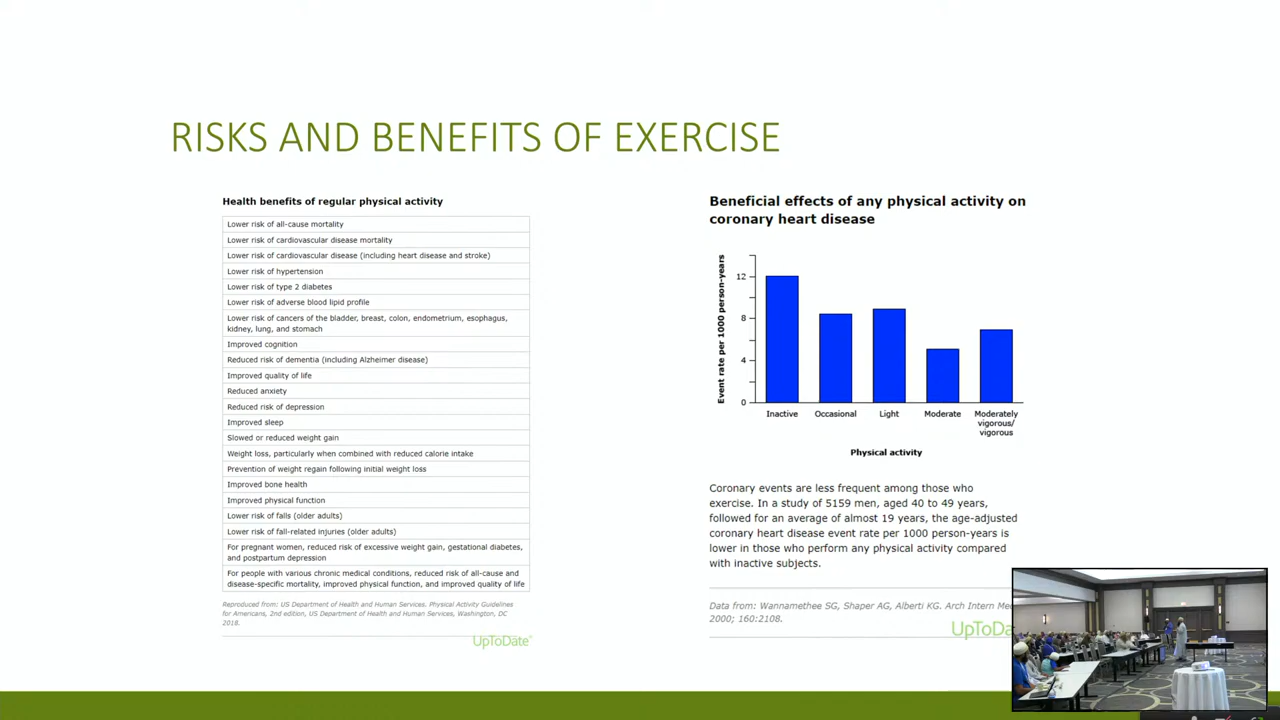 RISKS AND BENEFITS OF EXERCISE
Health benefits of regular physical activity
Lower risk of all-cause mortality
Lower risk of cardiovascular disease mortality
Lower risk of cardiovascular disease (including heart disease and stroke)
Lower risk of hypertension
Lower risk of type 2 diabetes
Lower risk of adverse blood lipid profile
Lower risk of cancers of the bladder, breast, colon, endometrium, esophagus,
kidney, lung, and stomach
Improved cognition
Reduced risk of dementia (including Alzheimer disease)
Improved quality of life
Reduced anxiety
Reduced risk of depression
Improved sleep
Slowed or reduced weight gain
Weight loss, particularly when combined with reduced calorie intake
Prevention of weight regain following initial weight loss
Improved bone health
Improved physical function
Lower risk of falls (older adults)
Lower risk of fall-related injuries (older adults)
For pregnant women, reduced risk of excessive weight gain, gestational diabetes,
and postpartum depression
For people with various chronic medical conditions, reduced risk of all-cause and
disease-specific mortality, improved physical function, and improved quality of life
Reproduced from: US Department of Health and Human Services. Physical Activity Guidelines
for Americans, 2nd edition, US Department of Health and Human Services, Washington, DC
2018.
UpToDate
Beneficial effects of any physical activity on
coronary heart disease
Event rate per 1000 person-years
12
8
4
0
Inactive Occasional Light Moderate Moderately
vigorous/
vigorous
Physical activity
Coronary events are less frequent among those who
exercise. In a study of 5159 men, aged 40 to 49 years,
followed for an average of almost 19 years, the age-adjusted
coronary heart disease event rate per 1000 person-years is
lower in those who perform any physical activity compared
with inactive subjects.
Data from: Wannamethee SG, Shaper AG, Alberti KG. Arch Intern Me
2000; 160:2108.
UpToDa